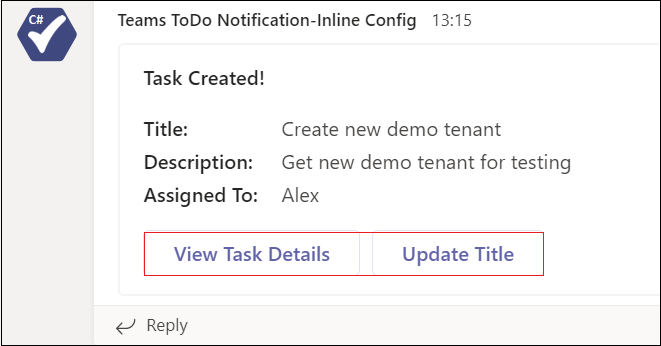 C#
Teams ToDo Notification-Inline Config 13:15
Task Created!
Title: Create new demo tenant
Description: Get new demo tenant for testing
Assigned To: Alex
View Task Details Update Title
Reply